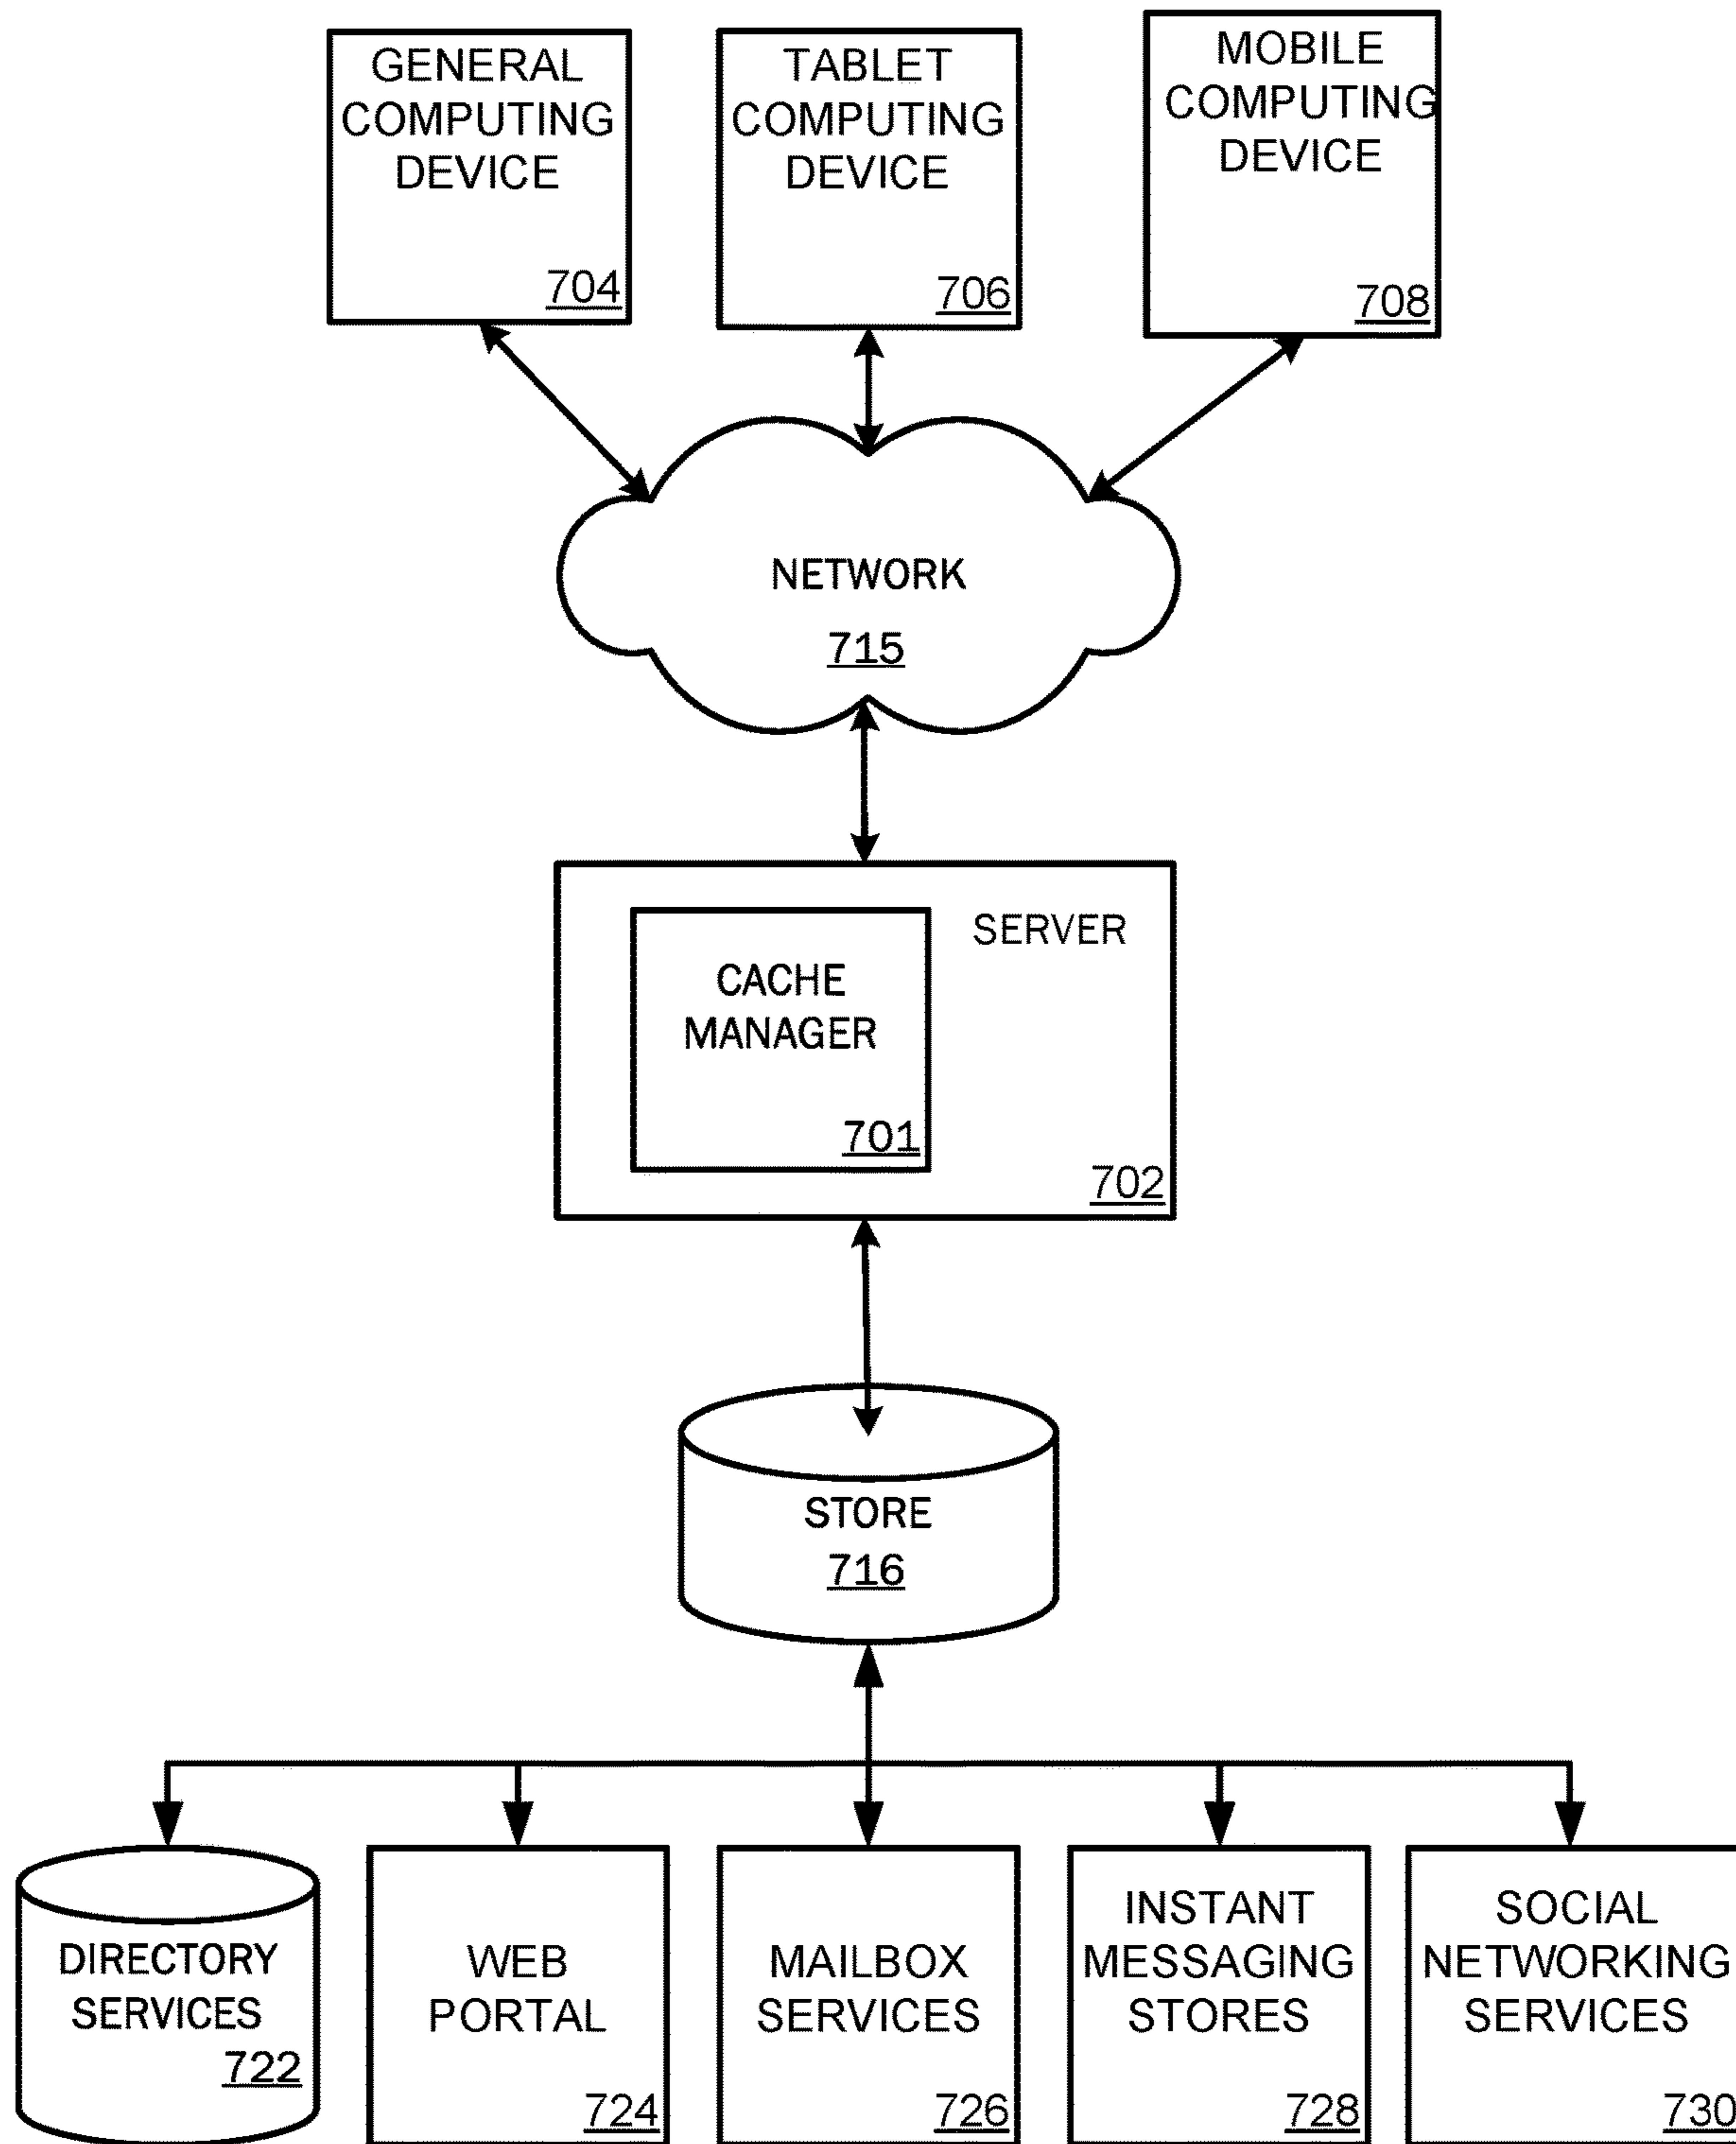 GENERAL
COMPUTING
DEVICE
704
TABLET
COMPUTING
DEVICE
706
MOBILE
COMPUTING
DEVICE
708
NETWORK
715
SERVER
CACHE
MANAGER
701
702
STORE
716
DIRECTORY
SERVICES
722
WEB
PORTAL
724
MAILBOX
SERVICES
726
INSTANT
MESSAGING
STORES
728
SOCIAL
NETWORKING
SERVICES
730